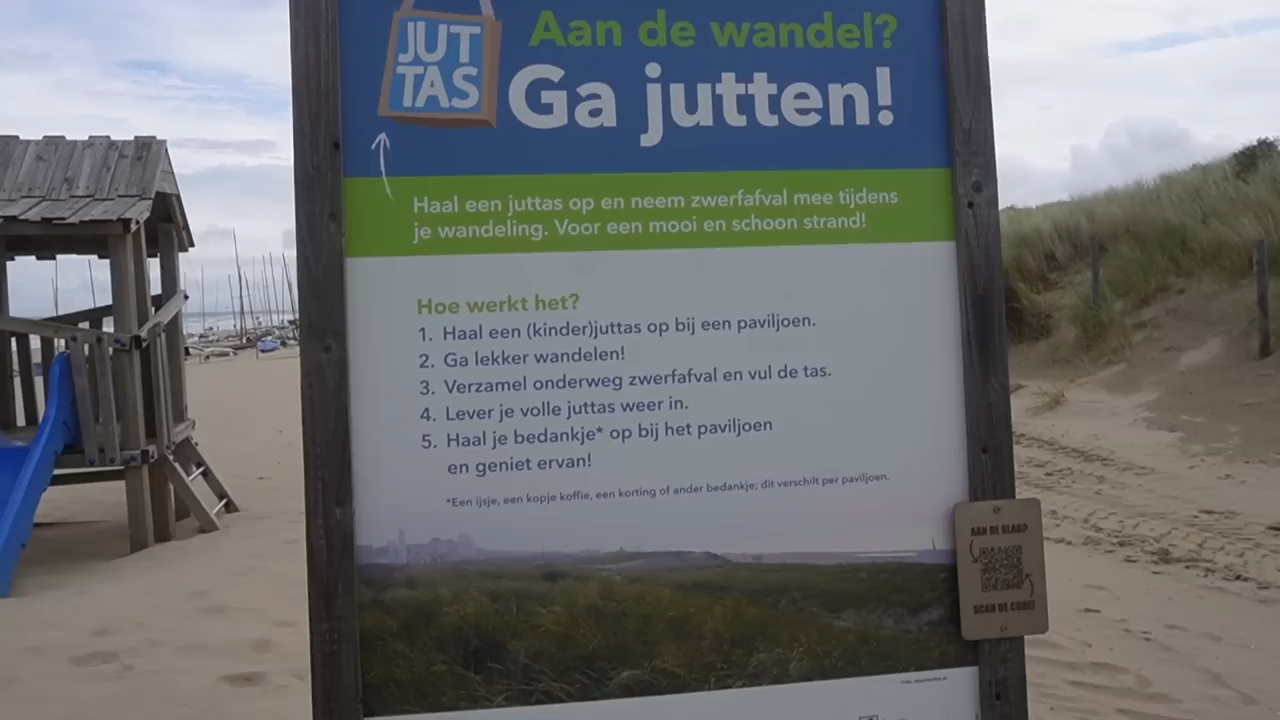 JUT
TAS
Aan de wandel?
Ga jutten!
Haal een juttas op en neem zwerfafval mee tijdens
je wandeling. Voor een mooi en schoon strand!
Hoe werkt het?
1. Haal een (kinder)juttas op bij een paviljoen.
2. Ga lekker wandelen!
3. Verzamel onderweg zwerfafval en vul de tas.
4. Lever je volle juttas weer in.
5. Haal je bedankje* op bij het paviljoen
en geniet ervan!
*Een ijsje, een kopje koffie, een korting of ander bedankje; dit verschilt per paviljoen.
AAN DE SLAG?
SCAN DE CODE!